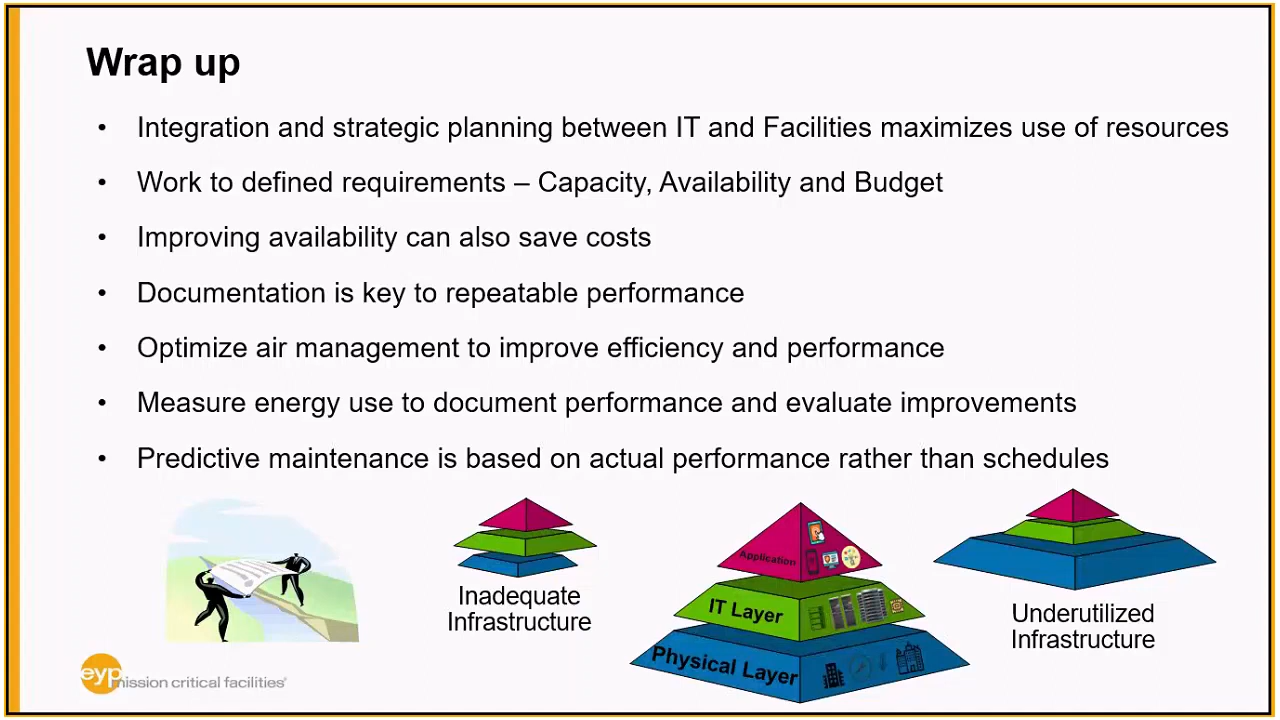 Wrap up
• Integration and strategic planning between IT and Facilities maximizes use of resources
• Work to defined requirements – Capacity, Availability and Budget
• Improving availability can also save costs
• Documentation is key to repeatable performance
• Optimize air management to improve efficiency and performance
• Measure energy use to document performance and evaluate improvements
• Predictive maintenance is based on actual performance rather than schedules
Inadequate
Infrastructure
Application
IT Layer
Physical Layer
Underutilized
Infrastructure
eyp mission critical facilities